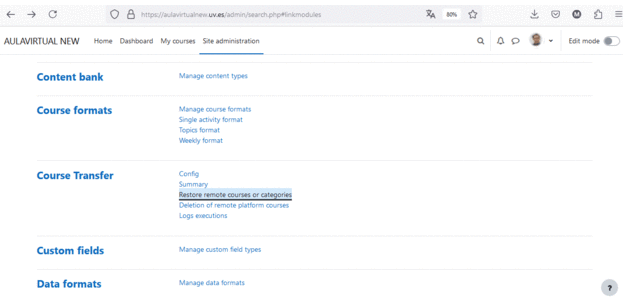 https://aulavirtualnew.uv.es/admin/search.php#linkmodules
80%
AULAVIRTUAL NEW
Home
Dashboard
My courses
Site administration
Edit mode
Content bank
Manage content types
Course formats
Manage course formats
Single activity format
Topics format
Weekly format
Course Transfer
Config
Summary
Restore remote courses or categories
Deletion of remote platform courses
Logs executions
Custom fields
Manage custom field types
Data formats
Manage data formats
?
M